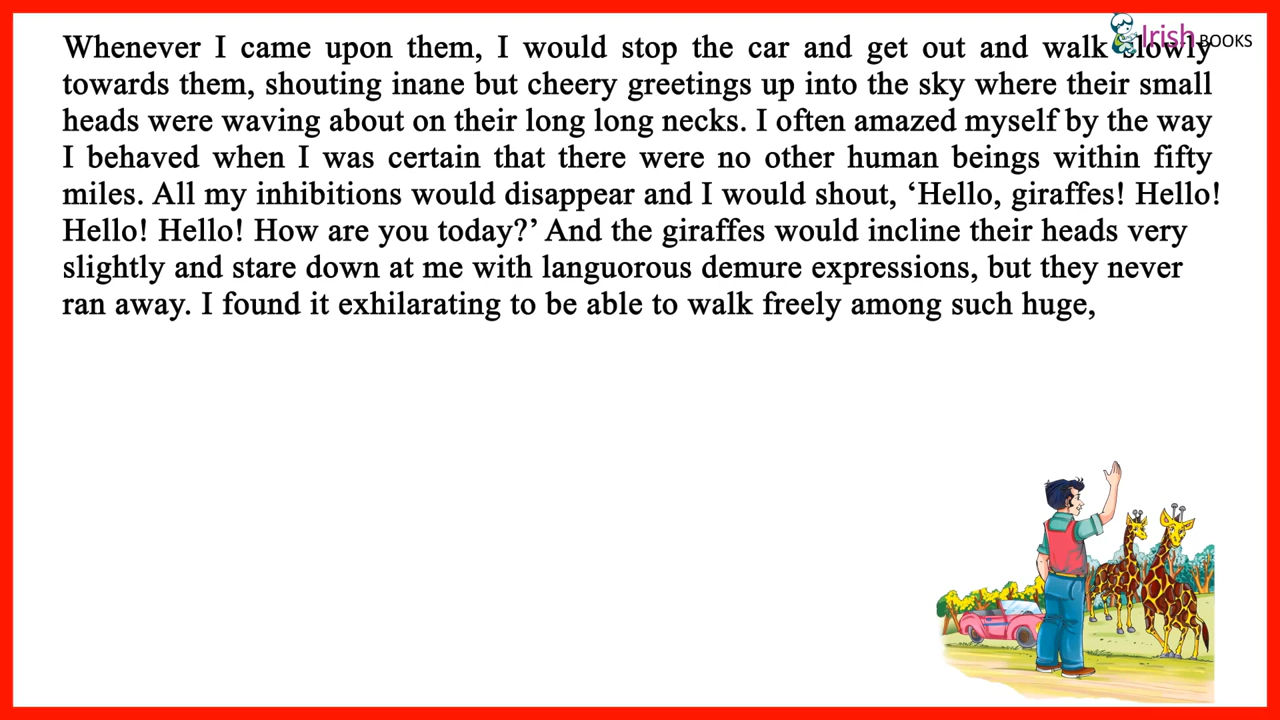 Irish BOOKS
Whenever I came upon them, I would stop the car and get out and walk slowly
towards them, shouting inane but cheery greetings up into the sky where their small
heads were waving about on their long long necks. I often amazed myself by the way
I behaved when I was certain that there were no other human beings within fifty
miles. All my inhibitions would disappear and I would shout, ‘Hello, giraffes! Hello!
Hello! Hello! How are you today?’ And the giraffes would incline their heads very
slightly and stare down at me with languorous demure expressions, but they never
ran away. I found it exhilarating to be able to walk freely among such huge,